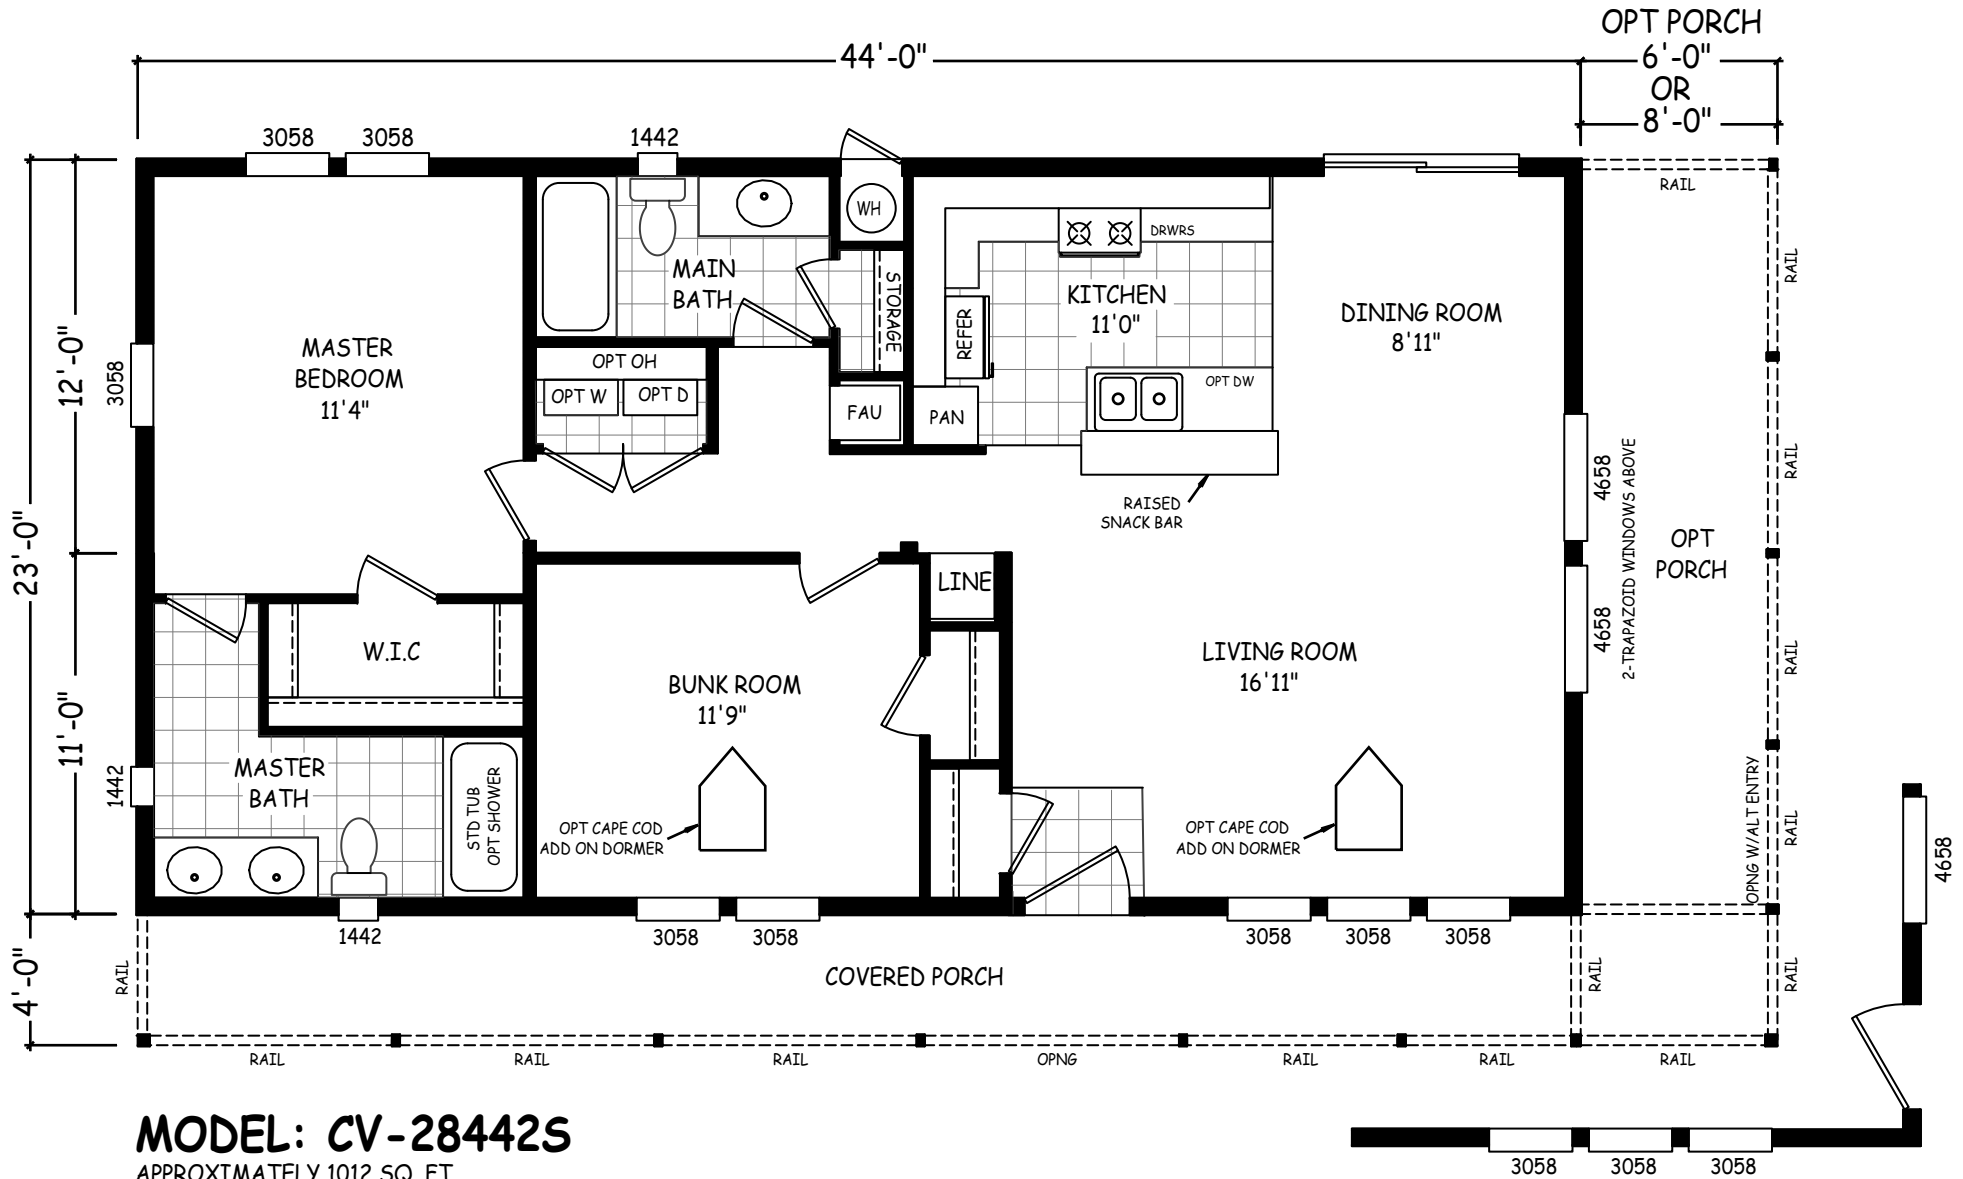 OPT PORCH
44'-0"
6'-0"
OR
8'-0"
3058
3058
1442
RAIL
WH
DRWRS
MAIN
BATH
STORAGE
KITCHEN
11'0"
REFER
DINING ROOM
8'11"
RAIL
MASTER
BEDROOM
11'4"
3058
12'-0"
OPT OH
OPT W
OPT D
FAU
PAN
OPT DW
RAISED
SNACK BAR
4658
4658
2-TRAPAZOID WINDOWS ABOVE
RAIL
OPT
PORCH
23'-0"
LINE
W.I.C
BUNK ROOM
11'9"
LIVING ROOM
16'11"
RAIL
11'-0"
1442
MASTER
BATH
STD TUB
OPT SHOWER
OPT CAPE COD
ADD ON DORMER
OPT CAPE COD
ADD ON DORMER
OPNG W/ALT ENTRY
RAIL
4658
1442
3058
3058
3058
3058
3058
4'-0"
RAIL
COVERED PORCH
RAIL
RAIL
RAIL
RAIL
RAIL
OPNG
RAIL
RAIL
RAIL
MODEL: CV-28442S
APPROXIMATELY 1012 SQ. FT.
3058
3058
3058